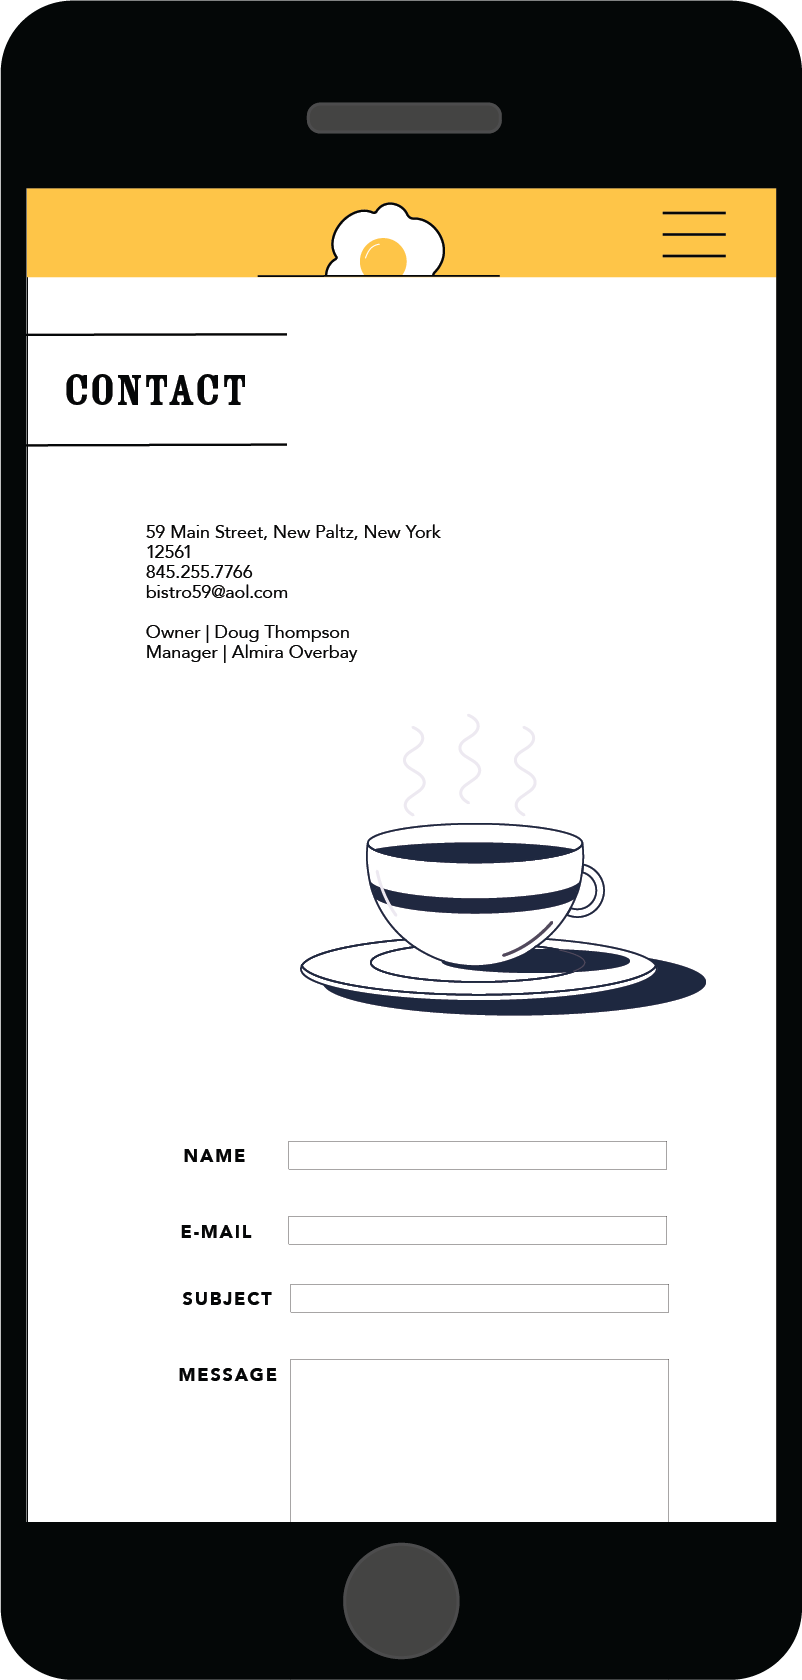 CONTACT
59 Main Street, New Paltz, New York
12561
845.255.7766
bistro59@aol.com
Owner | Doug Thompson
Manager | Almira Overbay
NAME
E-MAIL
SUBJECT
MESSAGE